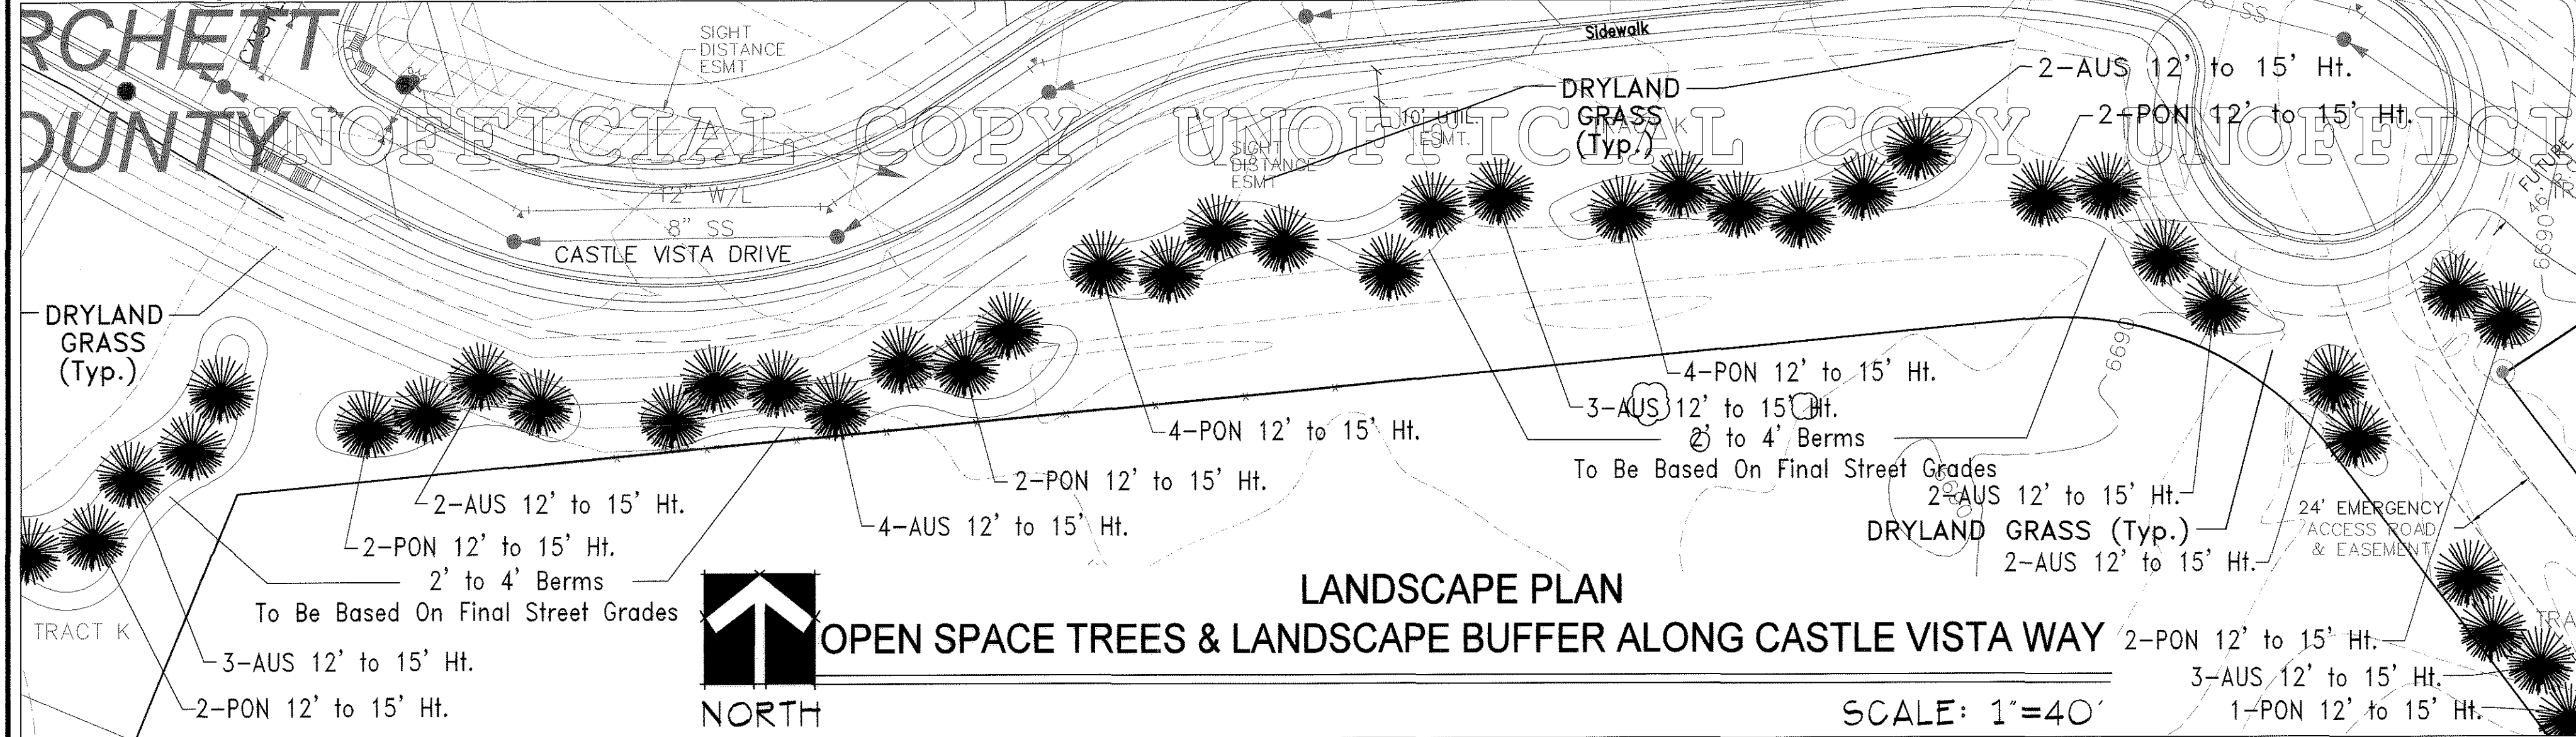 RCHETT
OUNTY
UNOFFICIAL COPY UNOFFICIAL COPY UNOFFICI
SIGHT
DISTANCE
ESMT
Sidewalk
SS
DRYLAND
GRASS
(Typ.)
10' UTIL
ESMT.
SIGHT
DISTANCE
ESMT
2-AUS 12' to 15' Ht.
2-PON 12' to 15' Ht.
FUTURE
46'
6690
12" W/L
8" SS
CASTLE VISTA DRIVE
DRYLAND
GRASS
(Typ.)
6690
4-PON 12' to 15' Ht.
3-AUS 12' to 15' Ht.
2' to 4' Berms
To Be Based On Final Street Grades
4-PON 12' to 15' Ht.
2-PON 12' to 15' Ht.
2-AUS 12' to 15' Ht.
4-AUS 12' to 15' Ht.
2-PON 12' to 15' Ht.
2-AUS 12' to 15' Ht.
DRYLAND GRASS (Typ.)
2-AUS 12' to 15' Ht.
24' EMERGENCY
ACCESS ROAD
& EASEMENT
2' to 4' Berms
To Be Based On Final Street Grades
TRACT K
3-AUS 12' to 15' Ht.
2-PON 12' to 15' Ht.
NORTH
LANDSCAPE PLAN
OPEN SPACE TREES & LANDSCAPE BUFFER ALONG CASTLE VISTA WAY
SCALE: 1"=40'
TRA
2-PON 12' to 15' Ht.
3-AUS 12' to 15' Ht.
1-PON 12' to 15' Ht.